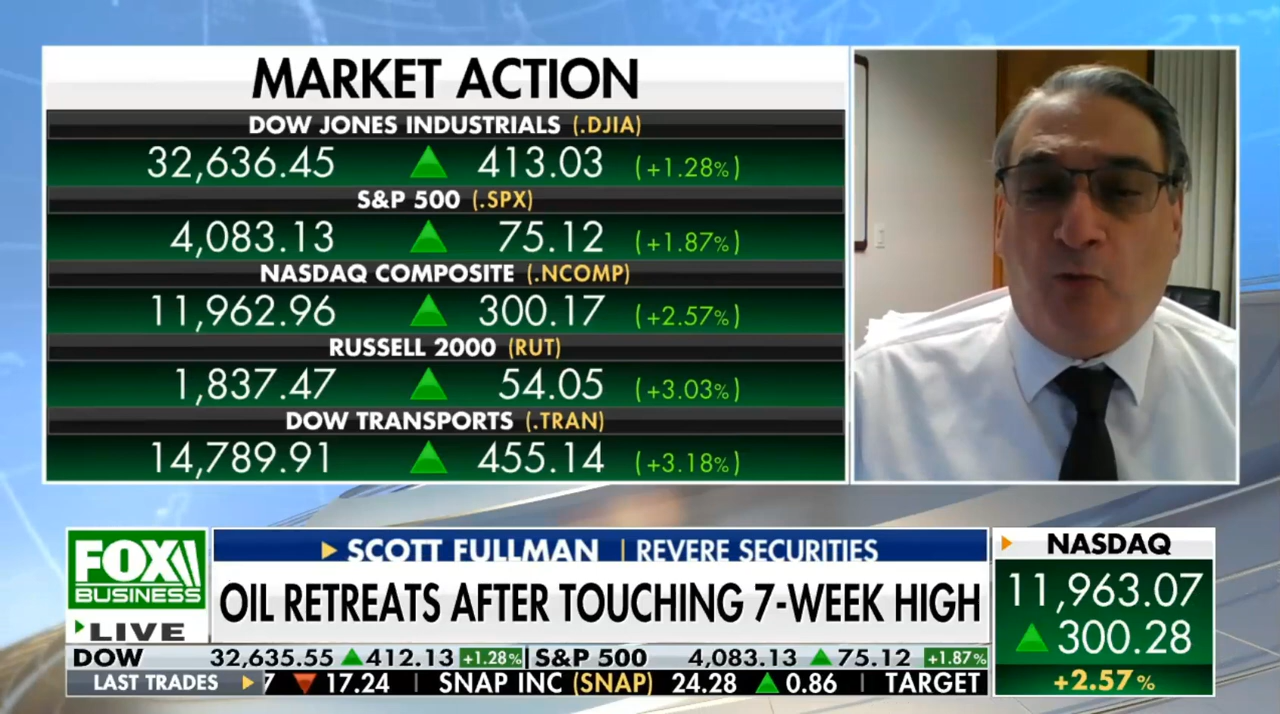 MARKET ACTION
DOW JONES INDUSTRIALS (.DJIA)
32,636.45 ▲ 413.03 (+1.28%)
S&P 500 (.SPX)
4,083.13 ▲ 75.12 (+1.87%)
NASDAQ COMPOSITE (.NCOMP)
11,962.96 ▲ 300.17 (+2.57%)
RUSSELL 2000 (RUT)
1,837.47 ▲ 54.05 (+3.03%)
DOW TRANSPORTS (.TRAN)
14,789.91 ▲ 455.14 (+3.18%)
FOX
BUSINESS
LIVE
SCOTT FULLMAN | REVERE SECURITIES
OIL RETREATS AFTER TOUCHING 7-WEEK HIGH
NASDAQ
11,963.07
▲ 300.28
+2.57%
DOW 32,635.55 ▲ 412.13 +1.28% | S&P 500 4,083.13 ▲ 75.12 +1.87%
LAST TRADES 7 ▼ 17.24 | SNAP INC (SNAP) 24.28 ▲ 0.86 | TARGET